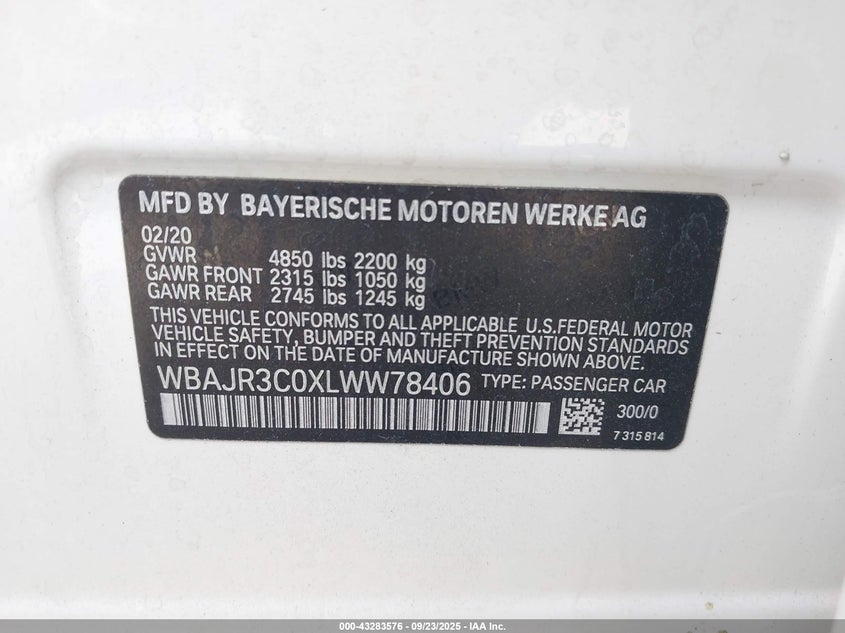 MFD BY BAYERISCHE MOTOREN WERKE AG
02/20
GVWR 4850 lbs 2200 kg
GAWR FRONT 2315 lbs 1050 kg
GAWR REAR 2745 lbs 1245 kg
THIS VEHICLE CONFORMS TO ALL APPLICABLE U.S.FEDERAL MOTOR
VEHICLE SAFETY, BUMPER AND THEFT PREVENTION STANDARDS
IN EFFECT ON THE DATE OF MANUFACTURE SHOWN ABOVE.
WBAJR3C0XLWW78406 TYPE: PASSENGER CAR
300/0
7 315 814
000-43283576 - 09/23/2025 - IAA Inc.